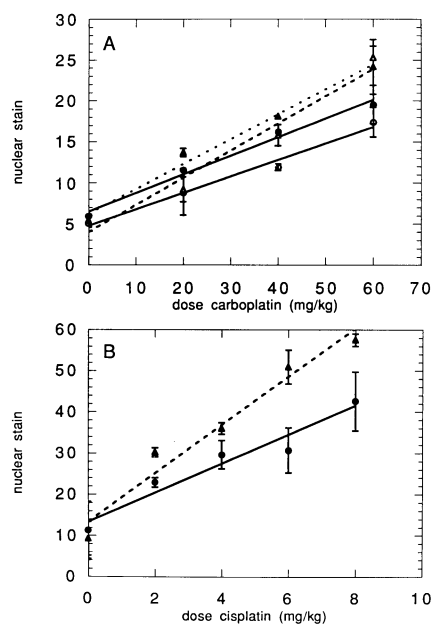 30
25
20
15
10
5
0
A
nuclear stain
0 10 20 30 40 50 60 70
dose carboplatin (mg/kg)
60
50
40
30
20
10
0
B
nuclear stain
0 2 4 6 8 10
dose cisplatin (mg/kg)